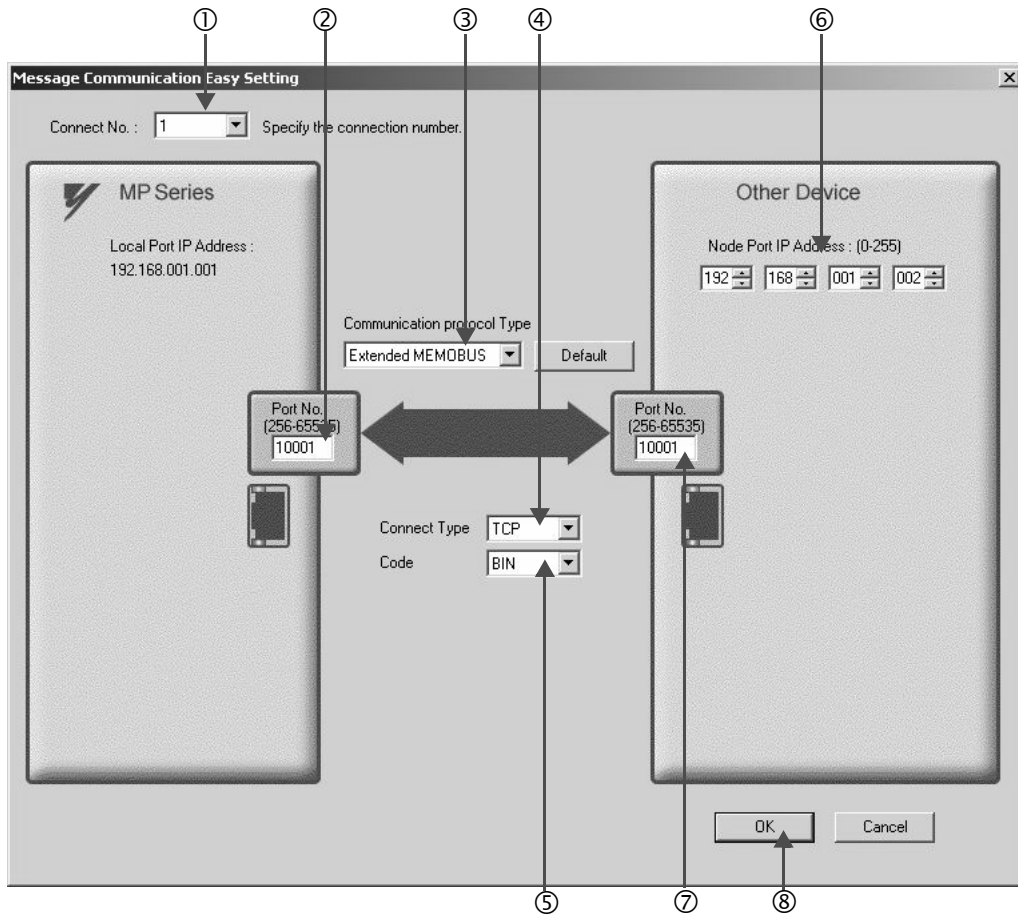 ① ② ③ ④ ⑥
Message Communication Easy Setting
Connect No. : 1 Specify the connection number.
MP Series
Local Port IP Address :
192.168.001.001
Other Device
Node Port IP Address : (0-255)
192 168 001 002
Communication protocol Type
Extended MEMOBUS Default
Port No.
(256-65535)
10001
Port No.
(256-65535)
10001
Connect Type TCP
Code BIN
OK Cancel
⑤ ⑦ ⑧